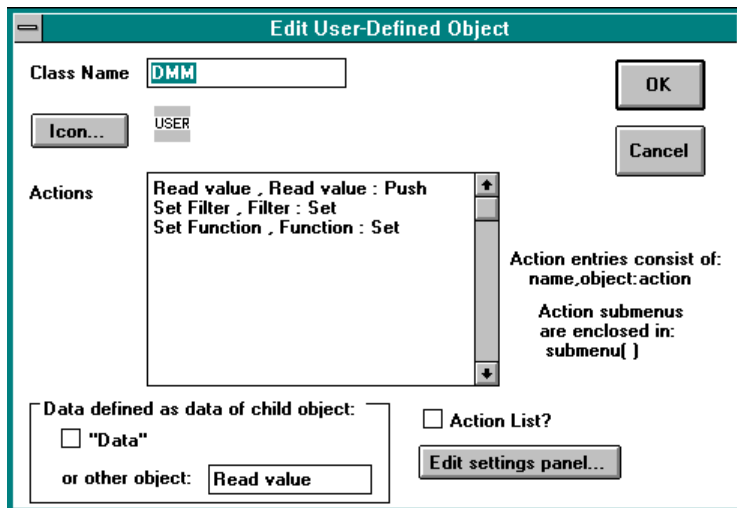 Edit User-Defined Object
Class Name DMM
OK
Icon... USER
Cancel
Actions
Read value , Read value : Push
Set Filter , Filter : Set
Set Function , Function : Set
Action entries consist of:
name,object:action
Action submenus
are enclosed in:
submenu( )
Data defined as data of child object:
"Data"
or other object: Read value
Action List?
Edit settings panel...